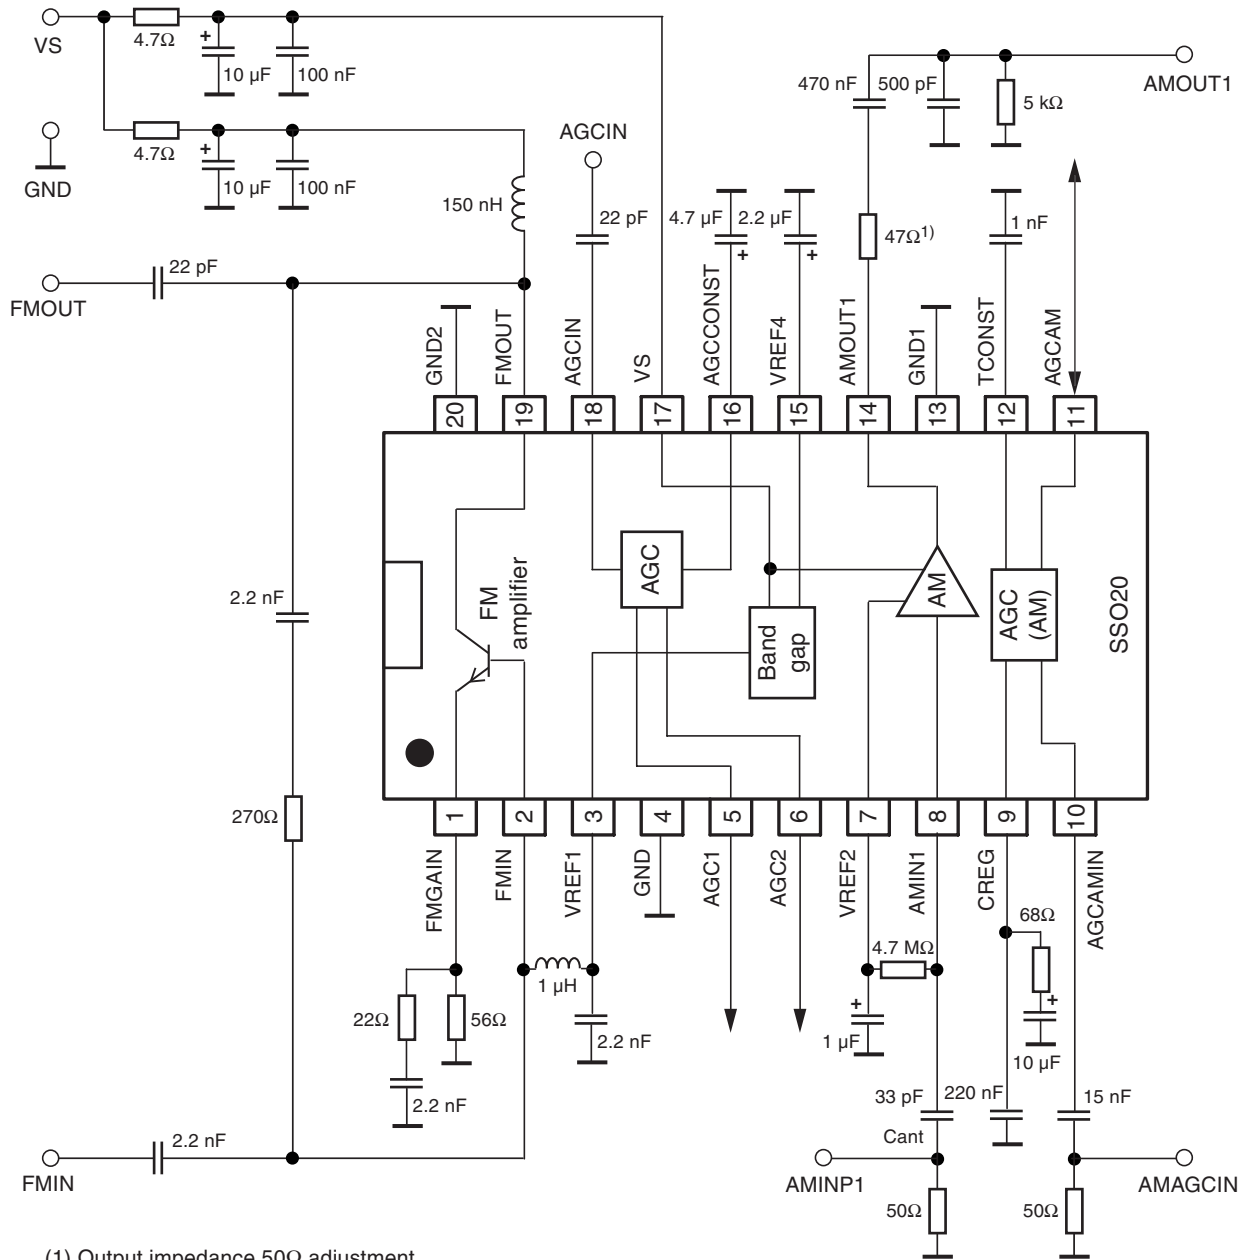 VS
4.7Ω
+
10 µF
100 nF
GND
4.7Ω
+
10 µF
100 nF
150 nH
AGCIN
22 pF
4.7 µF
+
2.2 µF
+
470 nF
500 pF
5 kΩ
AMOUT1
47Ω1)
1 nF
FMOUT
22 pF
GND2
FMOUT
AGCIN
VS
AGCCONST
VREF4
AMOUT1
GND1
TCONST
AGCAM
20
19
18
17
16
15
14
13
12
11
FM
amplifier
AGC
Band
gap
AM
AGC
(AM)
SSO20
2.2 nF
270Ω
1
2
3
4
5
6
7
8
9
10
FMGAIN
FMIN
VREF1
GND
AGC1
AGC2
VREF2
AMIN1
CREG
AGCAMIN
22Ω
56Ω
2.2 nF
1 µH
2.2 nF
4.7 MΩ
+
1 µF
68Ω
+
10 µF
33 pF
Cant
220 nF
15 nF
FMIN
2.2 nF
AMINP1
50Ω
50Ω
AMAGCIN
(1) Output impedance 50Ω adjustment